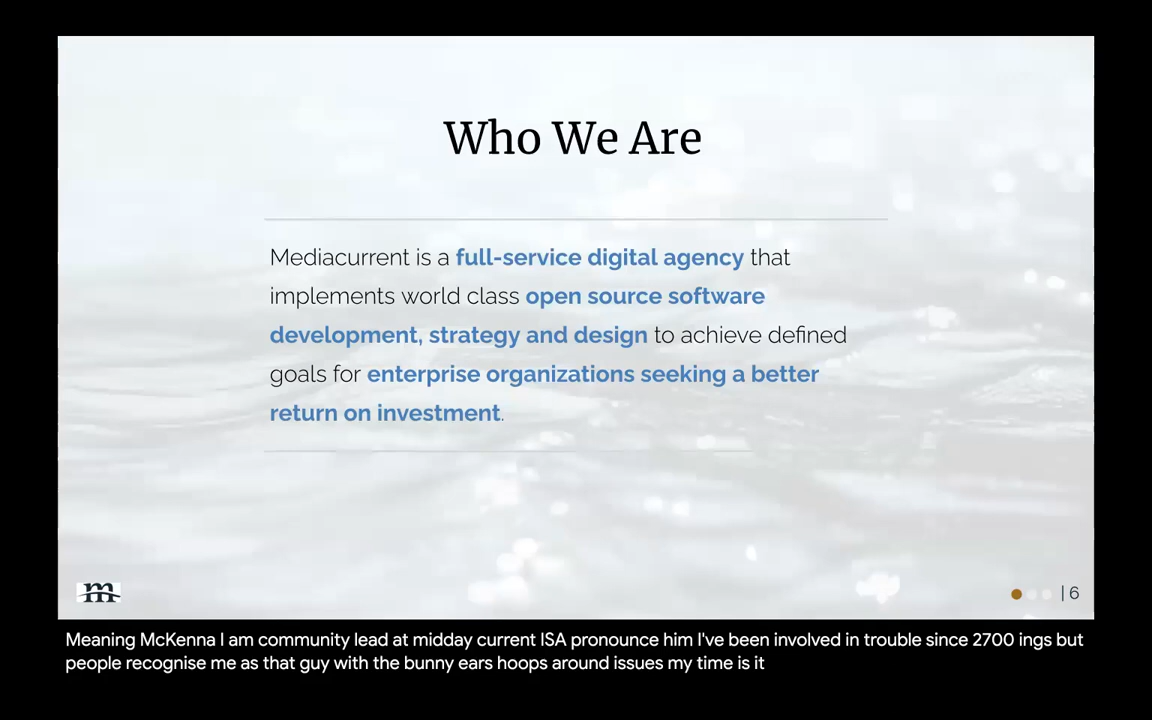 Who We Are
Mediacurrent is a full-service digital agency that
implements world class open source software
development, strategy and design to achieve defined
goals for enterprise organizations seeking a better
return on investment.
m
| 6
Meaning McKenna I am community lead at midday current ISA pronounce him I've been involved in trouble since 2700 ings but
people recognise me as that guy with the bunny ears hoops around issues my time is it